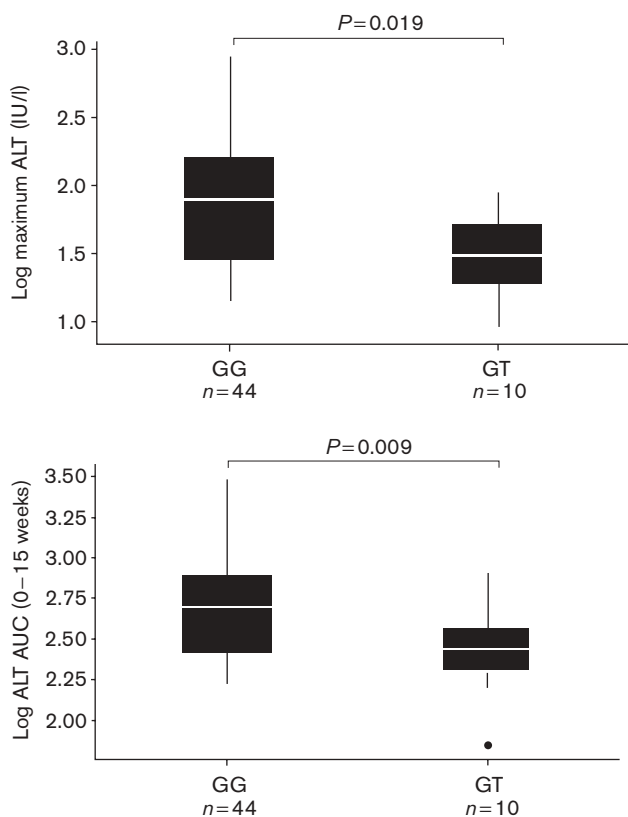 P=0.019
Log maximum ALT (IU/l)
3.0
2.5
2.0
1.5
1.0
GG
GT
n=44
n=10
P=0.009
Log ALT AUC (0–15 weeks)
3.50
3.25
3.00
2.75
2.50
2.25
2.00
GG
GT
n=44
n=10